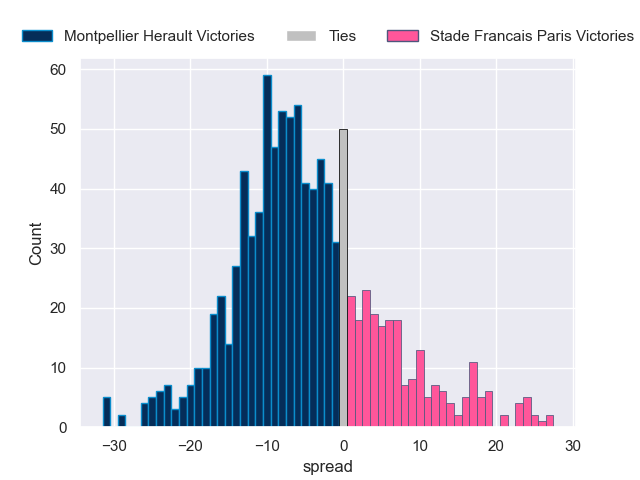 Montpellier Herault Victories Ties Stade Francais Paris Victories
60
50
40
30
20
10
0
Count
−30 −20 −10 0 10 20 30
spread